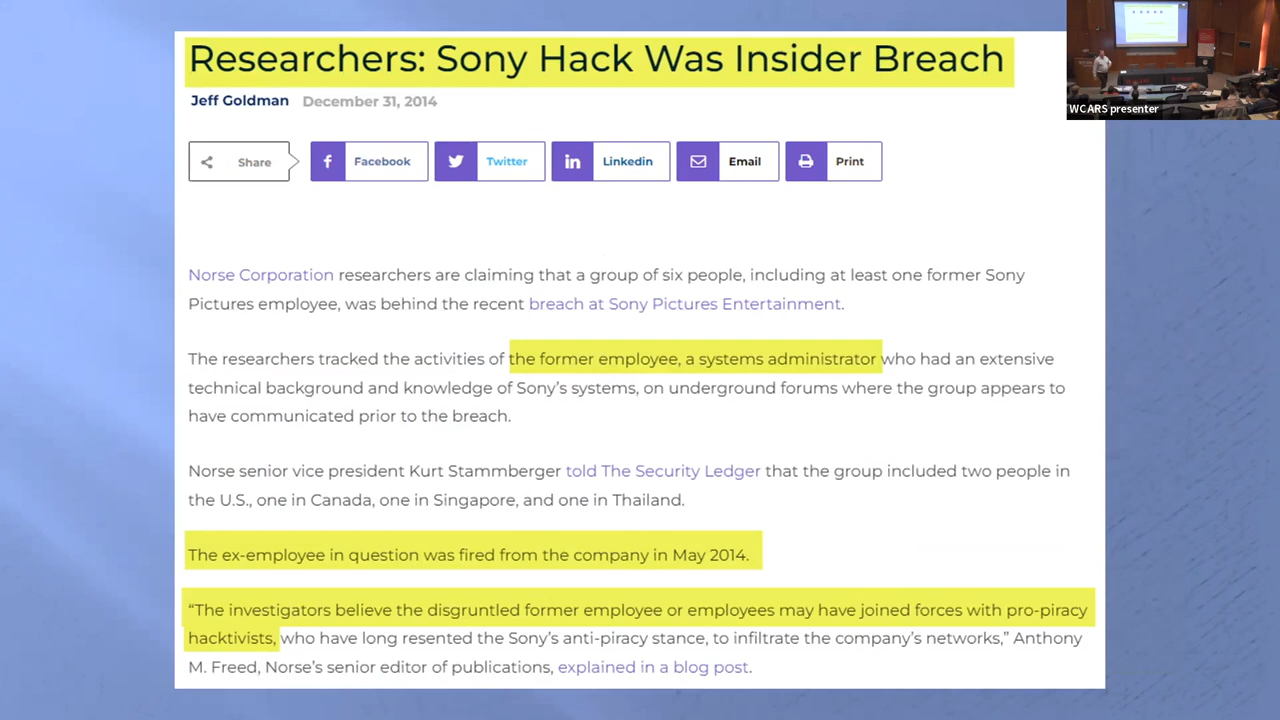 Researchers: Sony Hack Was Insider Breach
Jeff Goldman December 31, 2014
WCARS presenter
Share
Facebook
Twitter
Linkedin
Email
Print
Norse Corporation researchers are claiming that a group of six people, including at least one former Sony
Pictures employee, was behind the recent breach at Sony Pictures Entertainment.
The researchers tracked the activities of the former employee, a systems administrator who had an extensive
technical background and knowledge of Sony’s systems, on underground forums where the group appears to
have communicated prior to the breach.
Norse senior vice president Kurt Stammberger told The Security Ledger that the group included two people in
the U.S., one in Canada, one in Singapore, and one in Thailand.
The ex-employee in question was fired from the company in May 2014.
“The investigators believe the disgruntled former employee or employees may have joined forces with pro-piracy
hacktivists, who have long resented the Sony’s anti-piracy stance, to infiltrate the company’s networks,” Anthony
M. Freed, Norse’s senior editor of publications, explained in a blog post.